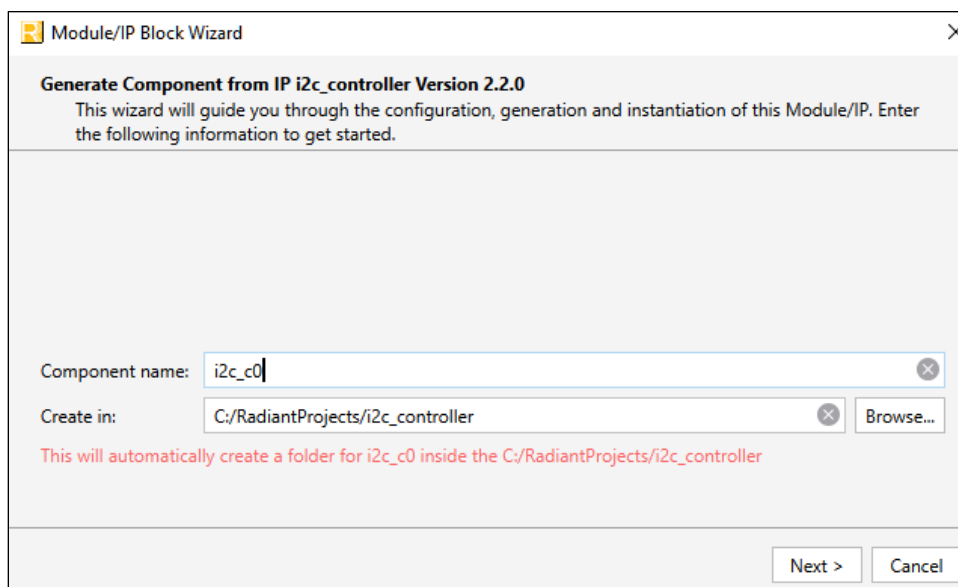 Module/IP Block Wizard
Generate Component from IP i2c_controller Version 2.2.0
This wizard will guide you through the configuration, generation and instantiation of this Module/IP. Enter
the following information to get started.
Component name: i2c_c0
Create in: C:/RadiantProjects/i2c_controller Browse...
This will automatically create a folder for i2c_c0 inside the C:/RadiantProjects/i2c_controller
Next > Cancel